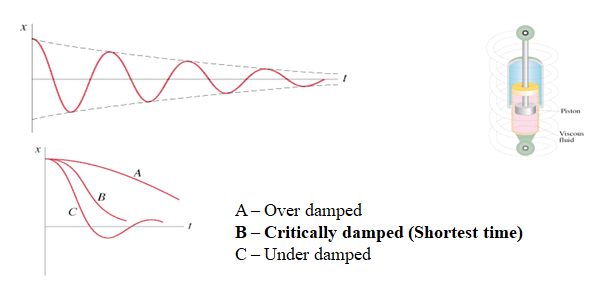 x
t
Piston
Viscous
fluid
x
A
B
C
t
A – Over damped
B – Critically damped (Shortest time)
C – Under damped